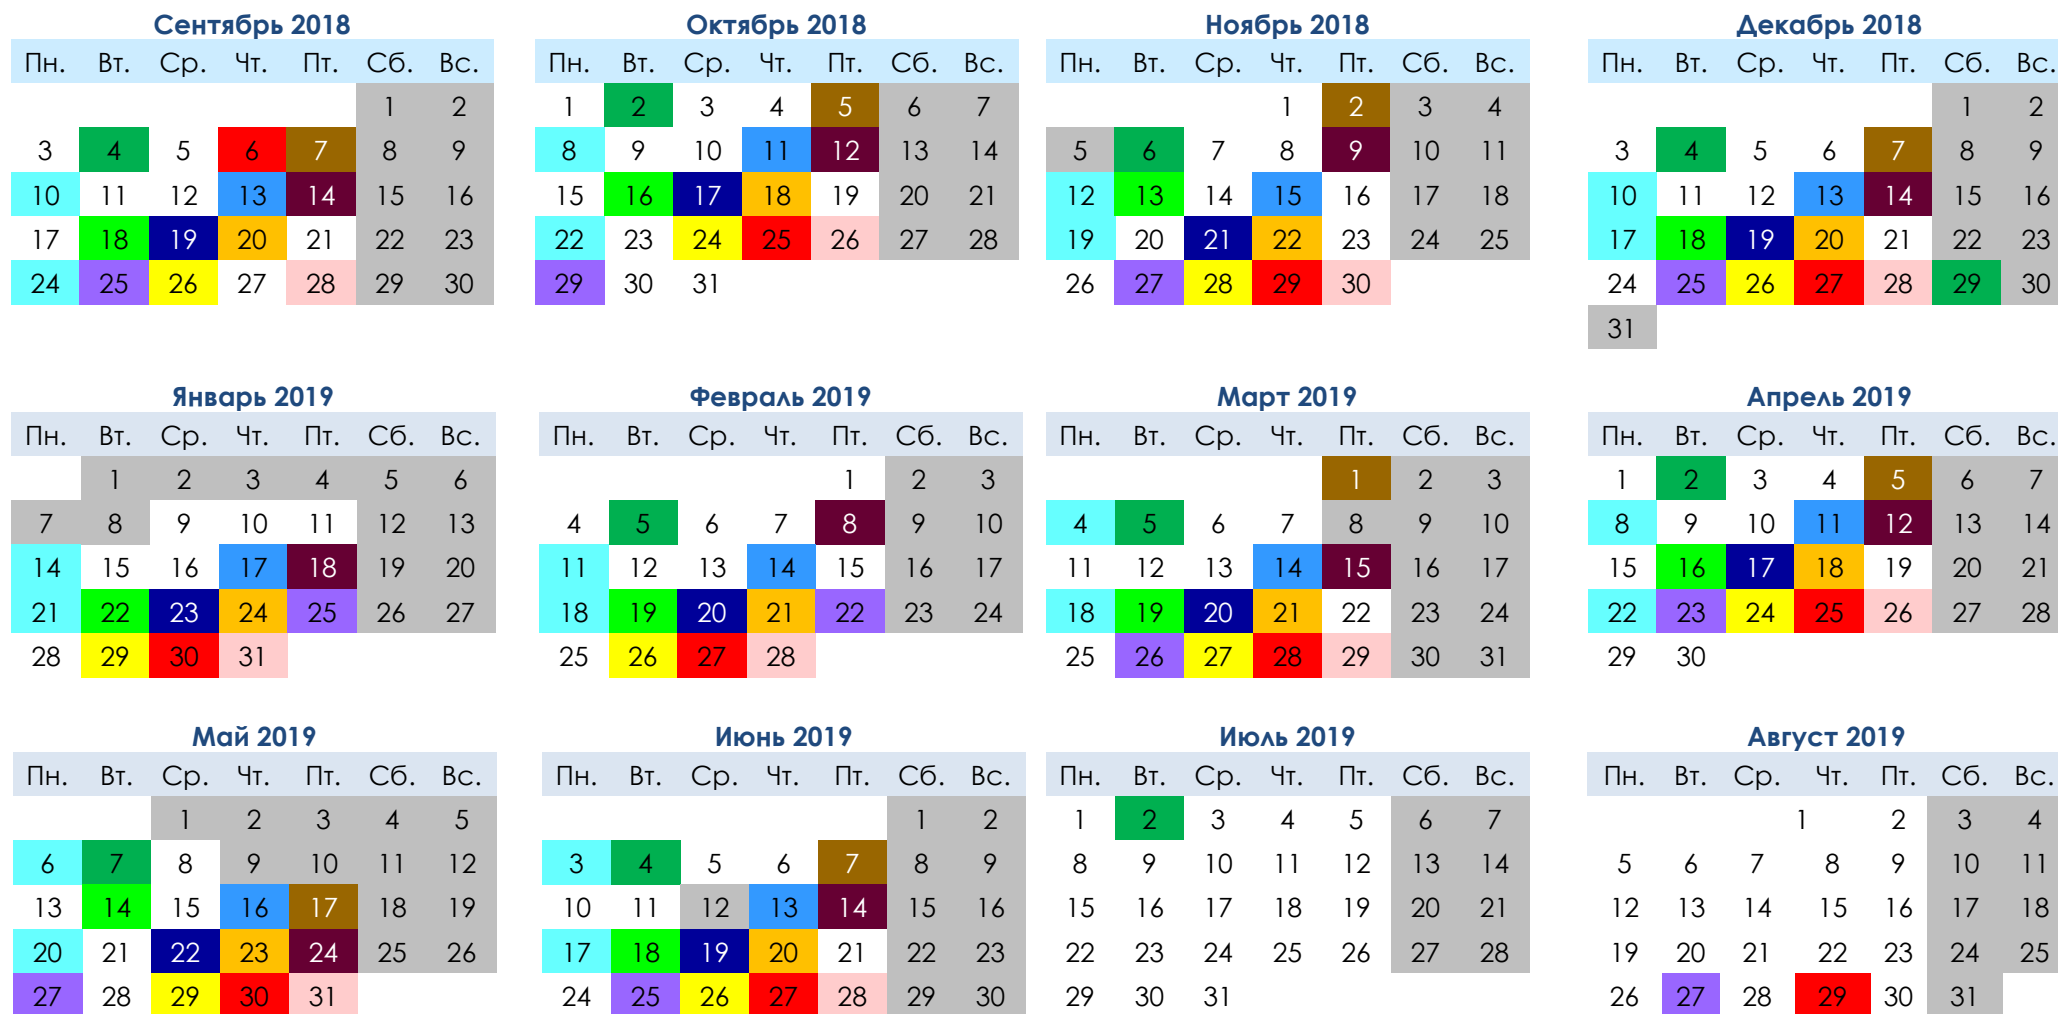 Сентябрь 2018 Октябрь 2018 Ноябрь 2018 Декабрь 2018
Пн. Вт. Ср. Чт. Пт. Сб. Вс. Пн. Вт. Ср. Чт. Пт. Сб. Вс. Пн. Вт. Ср. Чт. Пт. Сб. Вс. Пн. Вт. Ср. Чт. Пт. Сб. Вс.
1 2 1 2 3 4 5 6 7 1 2 3 4 1 2
3 4 5 6 7 8 9 8 9 10 11 12 13 14 5 6 7 8 9 10 11 3 4 5 6 7 8 9
10 11 12 13 14 15 16 15 16 17 18 19 20 21 12 13 14 15 16 17 18 10 11 12 13 14 15 16
17 18 19 20 21 22 23 22 23 24 25 26 27 28 19 20 21 22 23 24 25 17 18 19 20 21 22 23
24 25 26 27 28 29 30 29 30 31 26 27 28 29 30 24 25 26 27 28 29 30
31
Январь 2019 Февраль 2019 Март 2019 Апрель 2019
Пн. Вт. Ср. Чт. Пт. Сб. Вс. Пн. Вт. Ср. Чт. Пт. Сб. Вс. Пн. Вт. Ср. Чт. Пт. Сб. Вс. Пн. Вт. Ср. Чт. Пт. Сб. Вс.
1 2 3 4 5 6 1 2 3 1 2 3 1 2 3 4 5 6 7
7 8 9 10 11 12 13 4 5 6 7 8 9 10 4 5 6 7 8 9 10 8 9 10 11 12 13 14
14 15 16 17 18 19 20 11 12 13 14 15 16 17 11 12 13 14 15 16 17 15 16 17 18 19 20 21
21 22 23 24 25 26 27 18 19 20 21 22 23 24 18 19 20 21 22 23 24 22 23 24 25 26 27 28
28 29 30 31 25 26 27 28 25 26 27 28 29 30 31 29 30
Май 2019 Июнь 2019 Июль 2019 Август 2019
Пн. Вт. Ср. Чт. Пт. Сб. Вс. Пн. Вт. Ср. Чт. Пт. Сб. Вс. Пн. Вт. Ср. Чт. Пт. Сб. Вс. Пн. Вт. Ср. Чт. Пт. Сб. Вс.
1 2 3 4 5 1 2 1 2 3 4 5 6 7 1 2 3 4
6 7 8 9 10 11 12 3 4 5 6 7 8 9 8 9 10 11 12 13 14 5 6 7 8 9 10 11
13 14 15 16 17 18 19 10 11 12 13 14 15 16 15 16 17 18 19 20 21 12 13 14 15 16 17 18
20 21 22 23 24 25 26 17 18 19 20 21 22 23 22 23 24 25 26 27 28 19 20 21 22 23 24 25
27 28 29 30 31 24 25 26 27 28 29 30 29 30 31 26 27 28 29 30 31